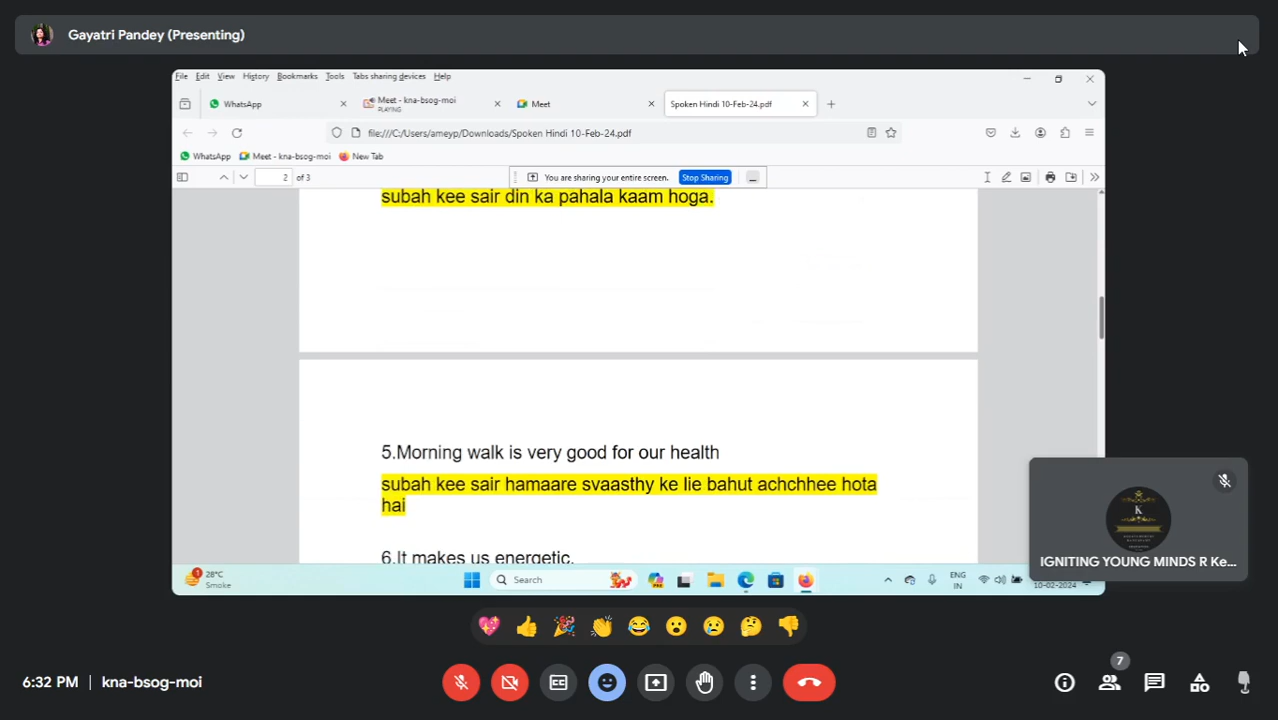 Gayatri Pandey (Presenting)
File Edit View History Bookmarks Tools Tabs sharing devices Help
WhatsApp
Meet - kna-bsog-moi
PLAYING
Meet
Spoken Hindi 10-Feb-24.pdf
file:///C:/Users/ameyp/Downloads/Spoken Hindi 10-Feb-24.pdf
WhatsApp Meet - kna-bsog-moi New Tab
2 of 3
You are sharing your entire screen. Stop Sharing
subah kee sair din ka pahala kaam hoga.
5.Morning walk is very good for our health
subah kee sair hamaare svaasthy ke lie bahut achchhee hota
hai
6.It makes us energetic.
K
IGNITING YOUNG MINDS R Ke...
1
28°C
Smoke
Search
ENG
IN
10-02-2024
6:32 PM | kna-bsog-moi
7